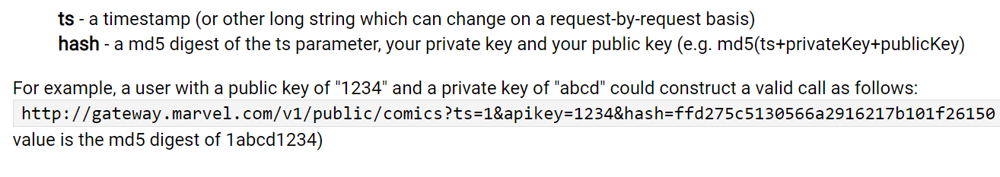 ts - a timestamp (or other long string which can change on a request-by-request basis)
hash - a md5 digest of the ts parameter, your private key and your public key (e.g. md5(ts+privateKey+publicKey)
For example, a user with a public key of "1234" and a private key of "abcd" could construct a valid call as follows:
http://gateway.marvel.com/v1/public/comics?ts=1&apikey=1234&hash=ffd275c5130566a2916217b101f26150
value is the md5 digest of 1abcd1234)